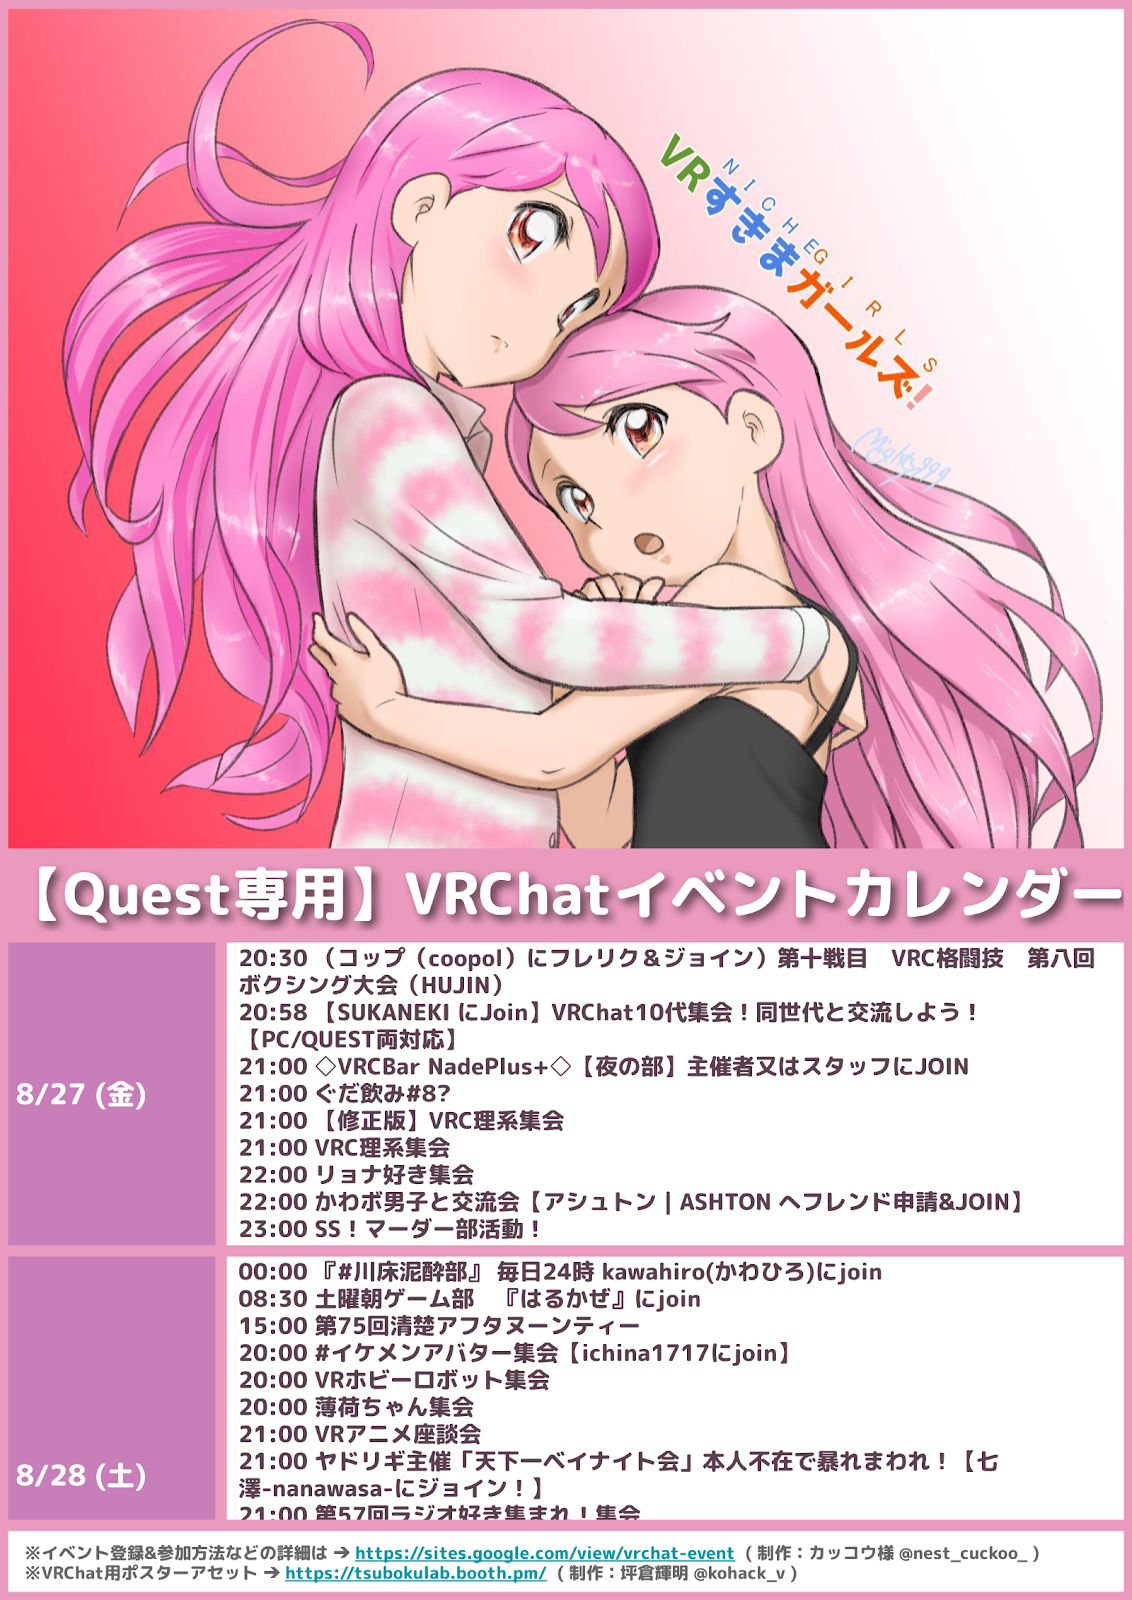 VRすきまガールズ!
NICHE GIRLS
Mighty999
【Quest専用】VRChatイベントカレンダー
8/27 (金)
20:30 （コップ（coopol）にフレリク＆ジョイン）第十戦目　VRC格闘技　第八回
ボクシング大会（HUJIN）
20:58 【SUKANEKI にJoin】VRChat10代集会！同世代と交流しよう！
【PC/QUEST両対応】
21:00 ◇VRCBar NadePlus+◇【夜の部】主催者又はスタッフにJOIN
21:00 ぐだ飲み#8?
21:00 【修正版】VRC理系集会
21:00 VRC理系集会
22:00 リョナ好き集会
22:00 かわボ男子と交流会【アシュトン | ASHTON へフレンド申請&JOIN】
23:00 SS！マーダー部活動！
8/28 (土)
00:00 『#川床泥酔部』 毎日24時 kawahiro(かわひろ)にjoin
08:30 土曜朝ゲーム部　『はるかぜ』にjoin
15:00 第75回清楚アフタヌーンティー
20:00 #イケメンアバター集会【ichina1717にjoin】
20:00 VRホビーロボット集会
20:00 薄荷ちゃん集会
21:00 VRアニメ座談会
21:00 ヤドリギ主催「天下一ベイナイト会」本人不在で暴れまわれ！【七
澤-nanawasa-にジョイン！】
21:00 第57回ラジオ好き集まれ！集会
※イベント登録&参加方法などの詳細は → https://sites.google.com/view/vrchat-event （制作：カッコウ様 @nest_cuckoo_ ）
※VRChat用ポスターアセット → https://tsubokulab.booth.pm/ （制作：坪倉輝明 @kohack_v ）